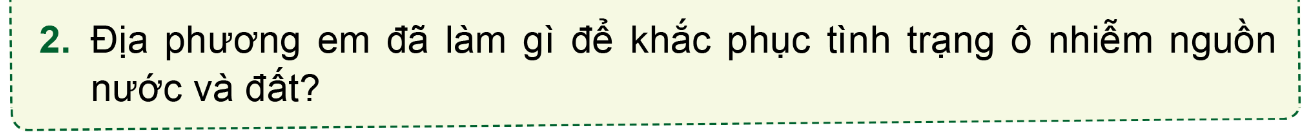 2. Địa phương em đã làm gì để khắc phục tình trạng ô nhiễm nguồn
nước và đất?